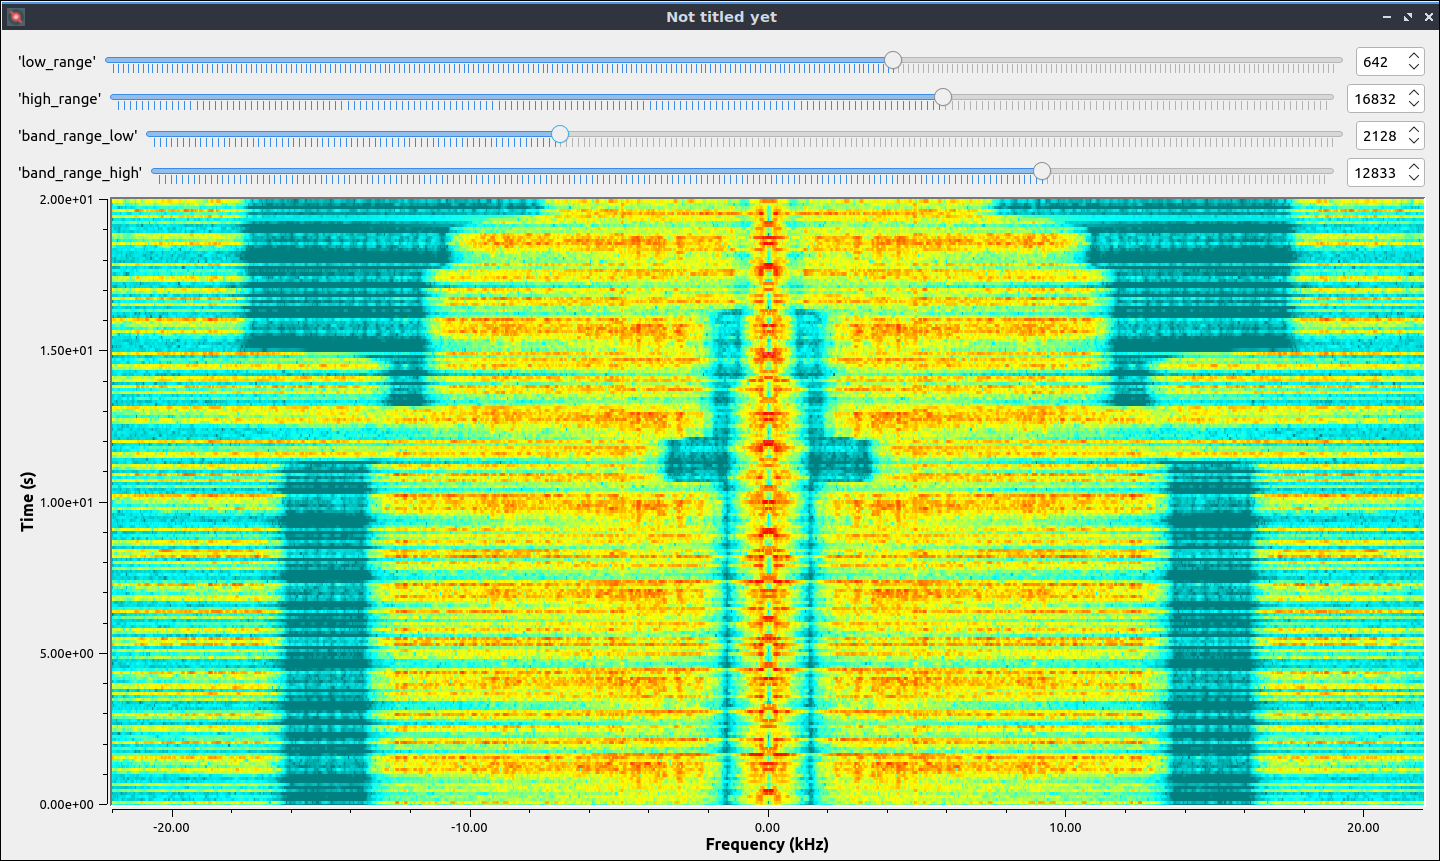 Not titled yet
'low_range' 642
'high_range' 16832
'band_range_low' 2128
'band_range_high' 12833
2.00e+01
1.50e+01
1.00e+01
5.00e+00
0.00e+00
Time (s)
-20.00 -10.00 0.00 10.00 20.00
Frequency (kHz)